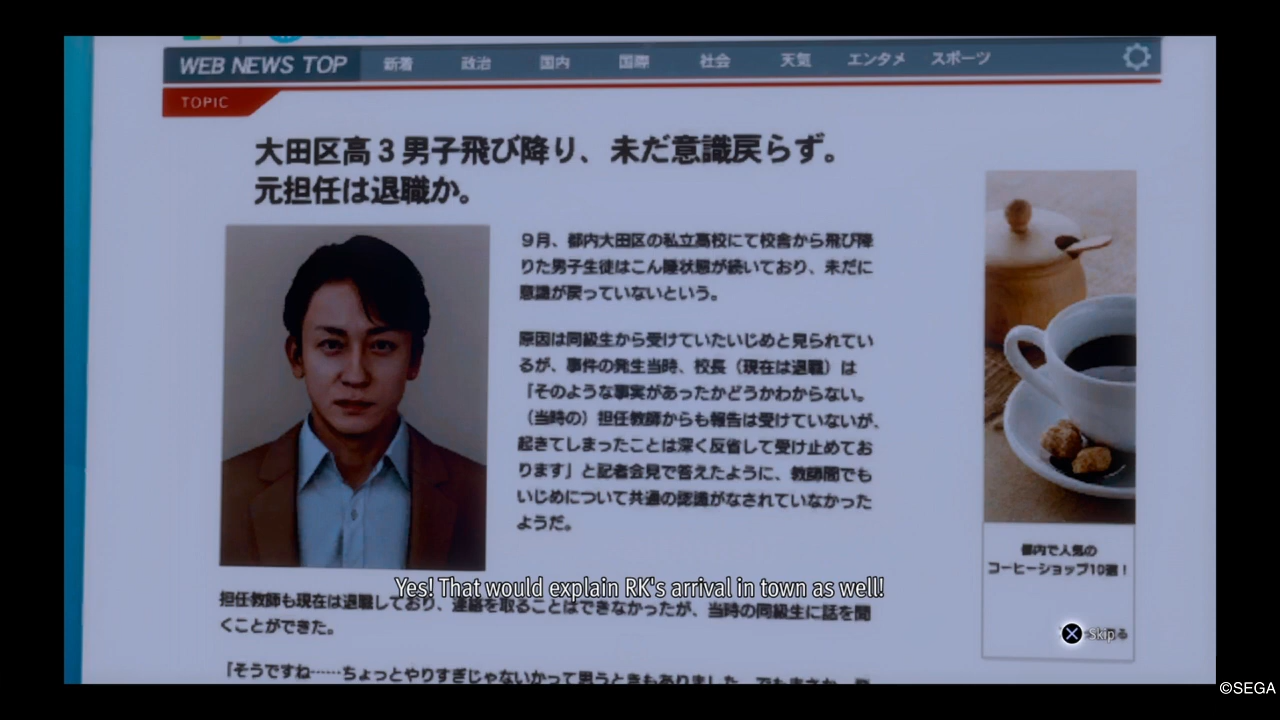 WEB NEWS TOP 新着 政治 国内 国際 社会 天気 エンタメ スポーツ
TOPIC
大田区高3男子飛び降り、未だ意識戻らず。
元担任は退職か。
9月、都内大田区の私立高校にて校舎から飛び降
りた男子生徒はこん睡状態が続いており、未だに
意識が戻っていないという。
原因は同級生から受けていたいじめと見られてい
るが、事件の発生当時、校長（現在は退職）は
「そのような事実があったかどうかわからない。
（当時の）担任教師からも報告は受けていないが、
起きてしまったことは深く反省して受け止めてお
ります」と記者会見で答えたように、教師間でも
いじめについて共通の認識がなされていなかった
ようだ。
担任教師も現在は退職しており、連絡を取ることはできなかったが、当時の同級生に話を聞
くことができた。
「そうですね……ちょっとやりすぎじゃないかって思うときもありました。でもまさか、
都内で人気の
コーヒーショップ10選！
Yes! That would explain RK's arrival in town as well!
Skip
©SEGA